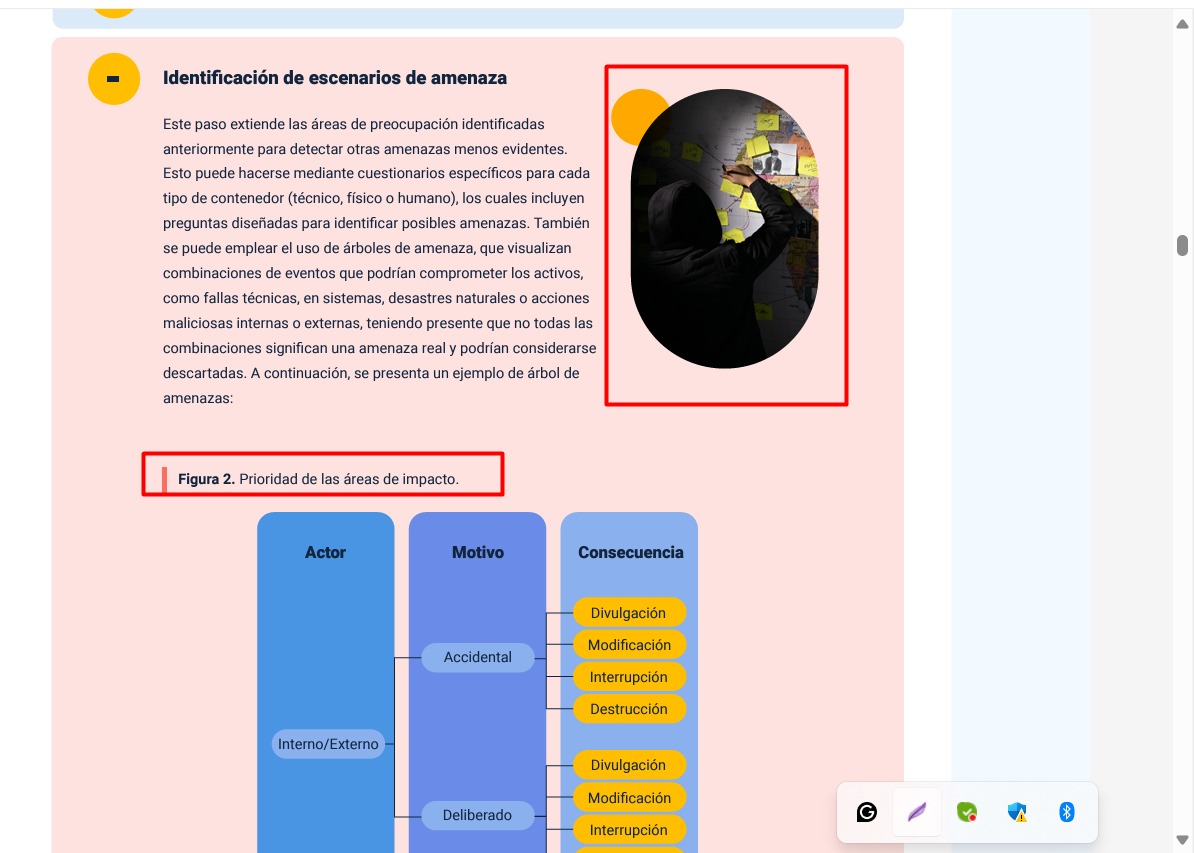 Identificación de escenarios de amenaza
Este paso extiende las áreas de preocupación identificadas
anteriormente para detectar otras amenazas menos evidentes.
Esto puede hacerse mediante cuestionarios específicos para cada
tipo de contenedor (técnico, físico o humano), los cuales incluyen
preguntas diseñadas para identificar posibles amenazas. También
se puede emplear el uso de árboles de amenaza, que visualizan
combinaciones de eventos que podrían comprometer los activos,
como fallas técnicas, en sistemas, desastres naturales o acciones
maliciosas internas o externas, teniendo presente que no todas las
combinaciones significan una amenaza real y podrían considerarse
descartadas. A continuación, se presenta un ejemplo de árbol de
amenazas:
Figura 2. Prioridad de las áreas de impacto.
Actor
Motivo
Consecuencia
Divulgación
Modificación
Accidental
Interrupción
Destrucción
Interno/Externo
Divulgación
Modificación
Deliberado
Interrupción